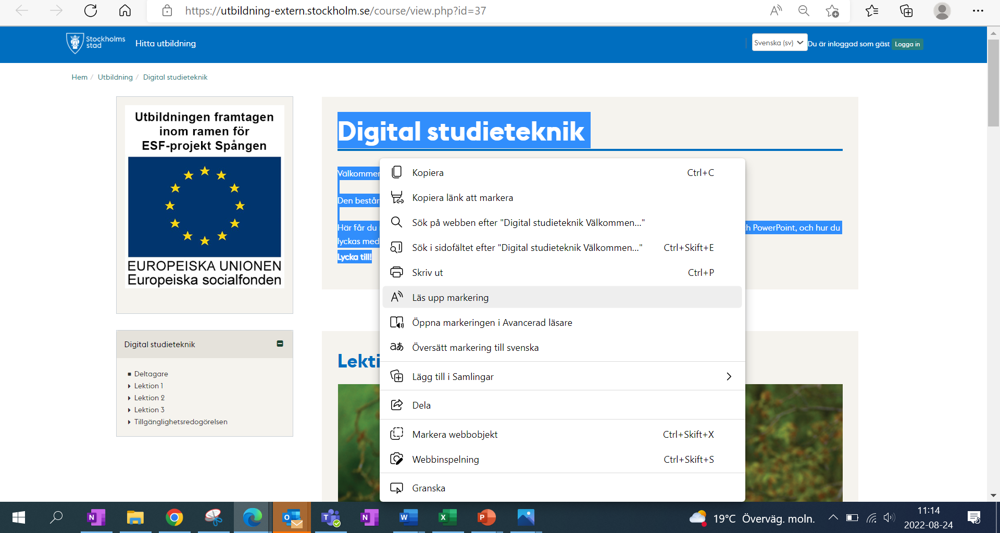 https://utbildning-extern.stockholm.se/course/view.php?id=37
Stockholms
stad
Hitta utbildning
Svenska (sv)
Du är inloggad som gäst
Logga in
Hem / Utbildning / Digital studieteknik
Utbildningen framtagen
inom ramen för
ESF-projekt Spången
EUROPEISKA UNIONEN
Europeiska socialfonden
Digital studieteknik
Deltagare
Lektion 1
Lektion 2
Lektion 3
Tillgänglighetsredogörelsen
Digital studieteknik
Välkommen
Den består
Här får du
PowerPoint, och hur du
lyckas med
Lycka till!
Kopiera Ctrl+C
Kopiera länk att markera
Sök på webben efter "Digital studieteknik Välkommen..."
Sök i sidofältet efter "Digital studieteknik Välkommen..." Ctrl+Skift+E
Skriv ut Ctrl+P
Läs upp markering
Öppna markeringen i Avancerad läsare
Översätt markering till svenska
Lägg till i Samlingar
Dela
Markera webbobjekt Ctrl+Skift+X
Webbinspelning Ctrl+Skift+S
Granska
19°C Överväg. moln.
11:14
2022-08-24